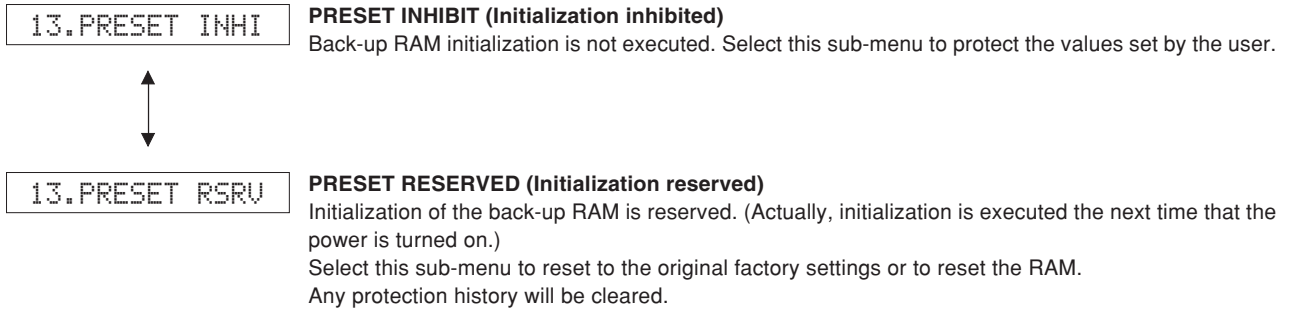 13.PRESET INHI
PRESET INHIBIT (Initialization inhibited)
Back-up RAM initialization is not executed. Select this sub-menu to protect the values set by the user.
13.PRESET RSRV
PRESET RESERVED (Initialization reserved)
Initialization of the back-up RAM is reserved. (Actually, initialization is executed the next time that the
power is turned on.)
Select this sub-menu to reset to the original factory settings or to reset the RAM.
Any protection history will be cleared.